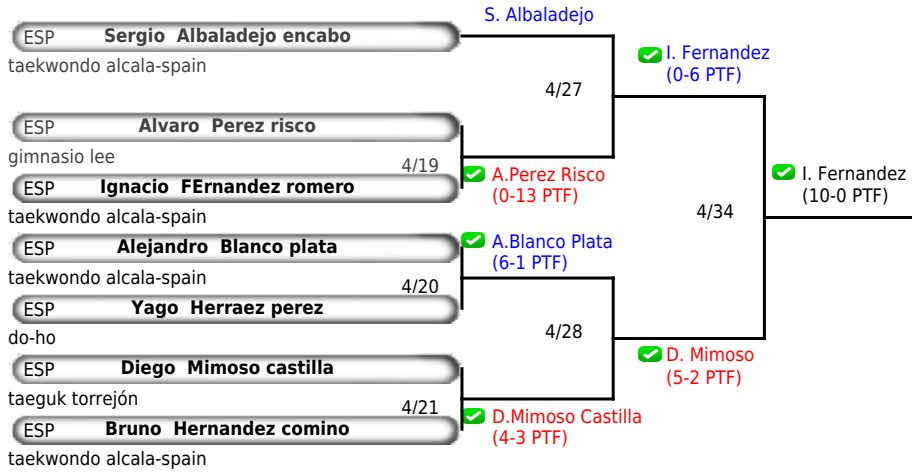 S. Albaladejo
ESP Sergio Albaladejo encabo
taekwondo alcala-spain
I. Fernandez
(0-6 PTF)
4/27
ESP Alvaro Perez risco
gimnasio lee
4/19
A.Perez Risco
(0-13 PTF)
ESP Ignacio FErnandez romero
taekwondo alcala-spain
I. Fernandez
(10-0 PTF)
4/34
ESP Alejandro Blanco plata
taekwondo alcala-spain
A.Blanco Plata
(6-1 PTF)
4/20
ESP Yago Herraez perez
do-ho
4/28
D. Mimoso
(5-2 PTF)
ESP Diego Mimoso castilla
taeguk torrejón
4/21
D.Mimoso Castilla
(4-3 PTF)
ESP Bruno Hernandez comino
taekwondo alcala-spain